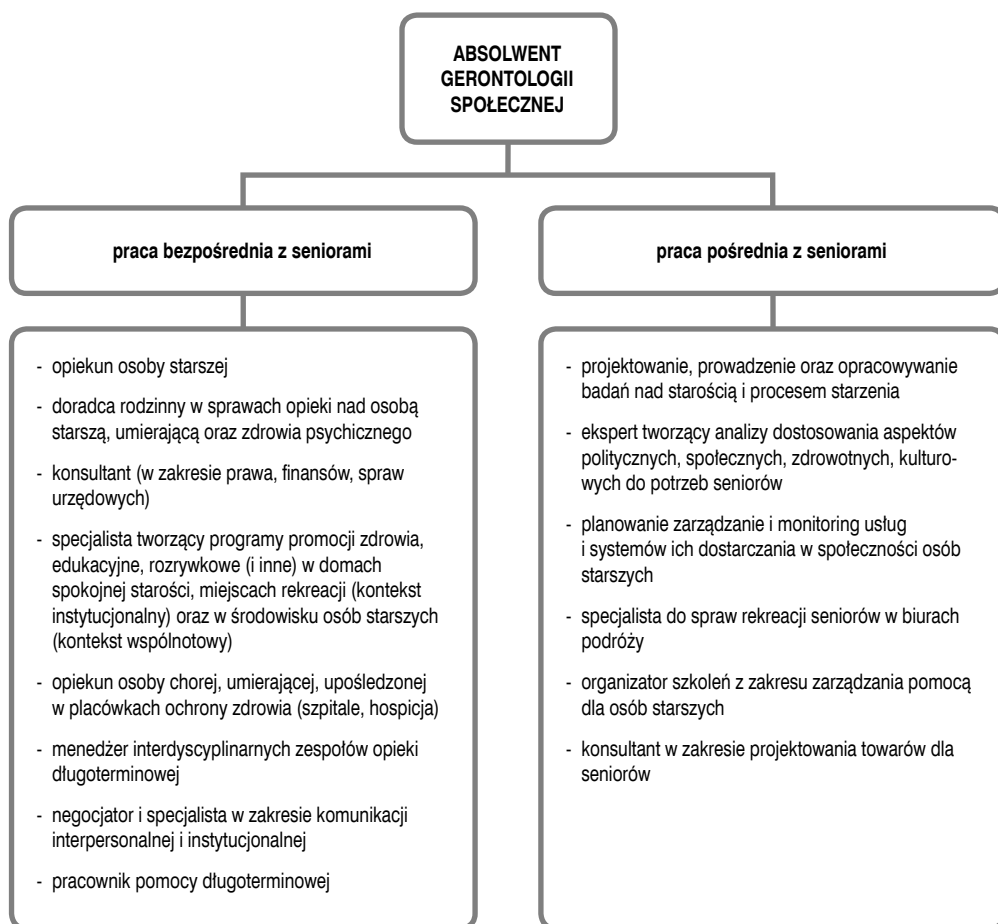 ABSOLWENT
GERONTOLOGII
SPOŁECZNEJ
praca bezpośrednia z seniorami
- opiekun osoby starszej
- doradca rodzinny w sprawach opieki nad osobą
starszą, umierającą oraz zdrowia psychicznego
- konsultant (w zakresie prawa, finansów, spraw
urzędowych)
- specjalista tworzący programy promocji zdrowia,
edukacyjne, rozrywkowe (i inne) w domach
spokojnej starości, miejscach rekreacji (kontekst
instytucjonalny) oraz w środowisku osób starszych
(kontekst wspólnotowy)
- opiekun osoby chorej, umierającej, upośledzonej
w placówkach ochrony zdrowia (szpitale, hospicja)
- menedżer interdyscyplinarnych zespołów opieki
długoterminowej
- negocjator i specjalista w zakresie komunikacji
interpersonalnej i instytucjonalnej
- pracownik pomocy długoterminowej
praca pośrednia z seniorami
- projektowanie, prowadzenie oraz opracowywanie
badań nad starością i procesem starzenia
- ekspert tworzący analizy dostosowania aspektów
politycznych, społecznych, zdrowotnych, kulturo-
wych do potrzeb seniorów
- planowanie zarządzanie i monitoring usług
i systemów ich dostarczania w społeczności osób
starszych
- specjalista do spraw rekreacji seniorów w biurach
podróży
- organizator szkoleń z zakresu zarządzania pomocą
dla osób starszych
- konsultant w zakresie projektowania towarów dla
seniorów